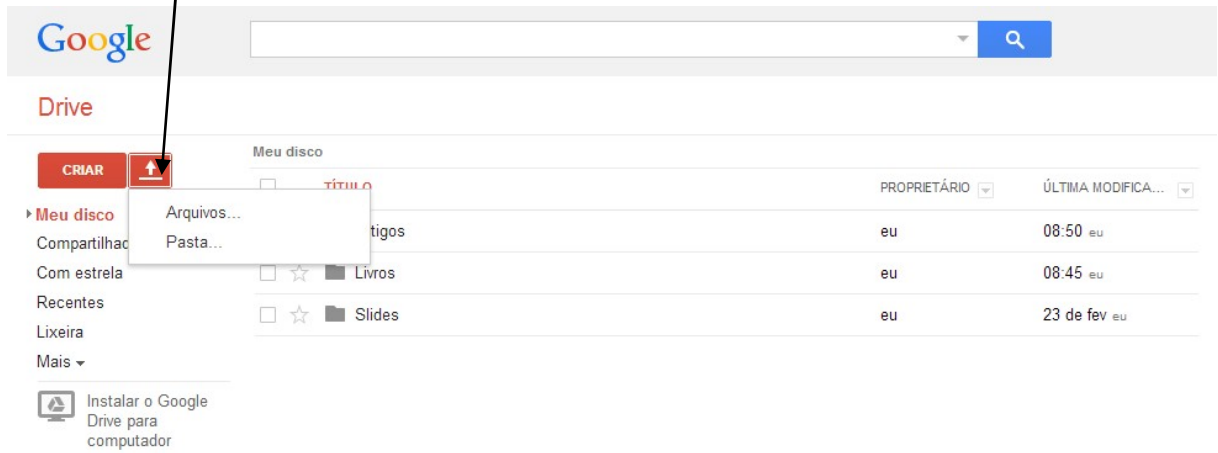 Google
Drive
CRIAR
Meu disco
TÍTULO
PROPRIETÁRIO
ÚLTIMA MODIFICA...
Arquivos...
Pasta...
Meu disco
Compartilhad
Com estrela
Recentes
Lixeira
Mais
Instalar o Google
Drive para
computador
tigos eu 08:50 eu
Livros eu 08:45 eu
Slides eu 23 de fev eu